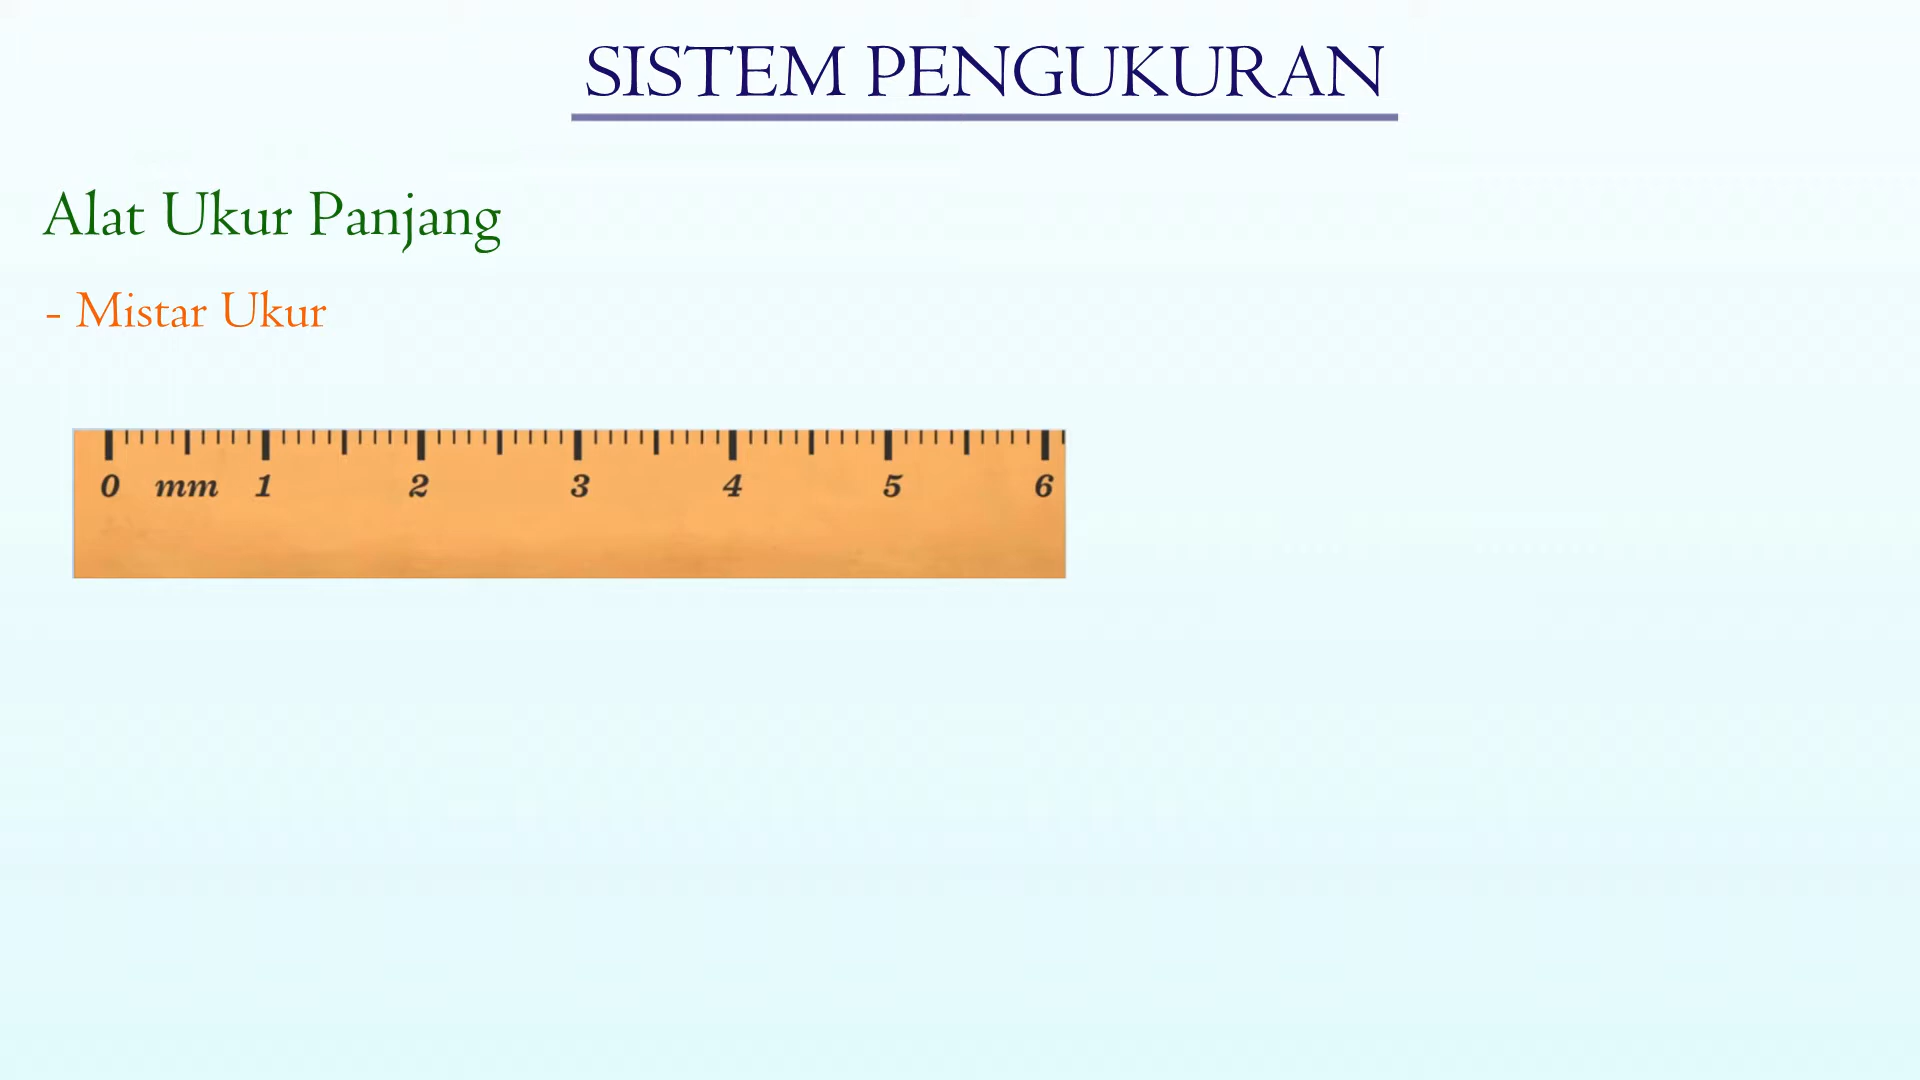 SISTEM PENGUKURAN
Alat Ukur Panjang
- Mistar Ukur
0 mm 1 2 3 4 5 6